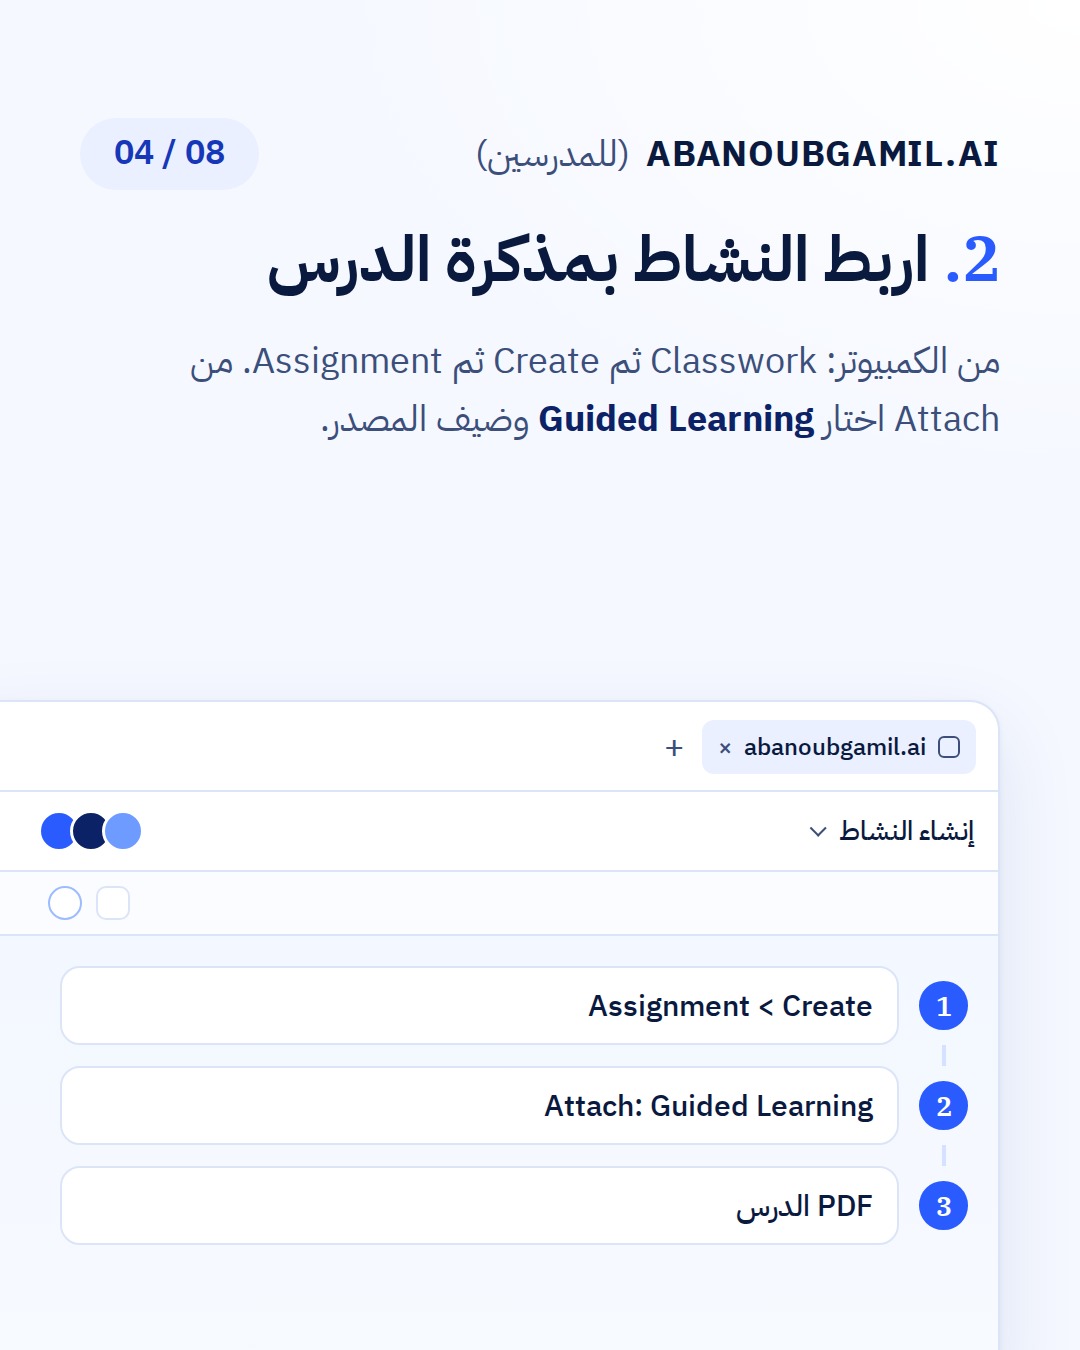 ABANOUBGAMIL.AI (للمدرسين)
04 / 08
2. اربط النشاط بمذكرة الدرس
من الكمبيوتر: Classwork ثم Create ثم Assignment. من
Attach اختار Guided Learning وضيف المصدر.
abanoubgamil.ai × +
إنشاء النشاط
1 Create > Assignment
2 Attach: Guided Learning
3 PDF الدرس